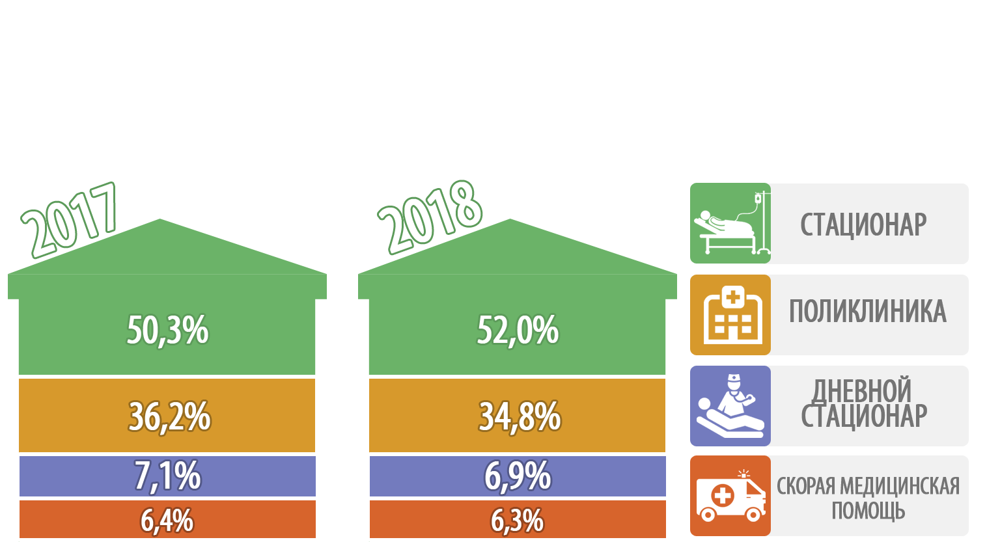 2017
50,3%
36,2%
7,1%
6,4%
2018
52,0%
34,8%
6,9%
6,3%
СТАЦИОНАР
ПОЛИКЛИНИКА
ДНЕВНОЙ
СТАЦИОНАР
СКОРАЯ МЕДИЦИНСКАЯ
ПОМОЩЬ